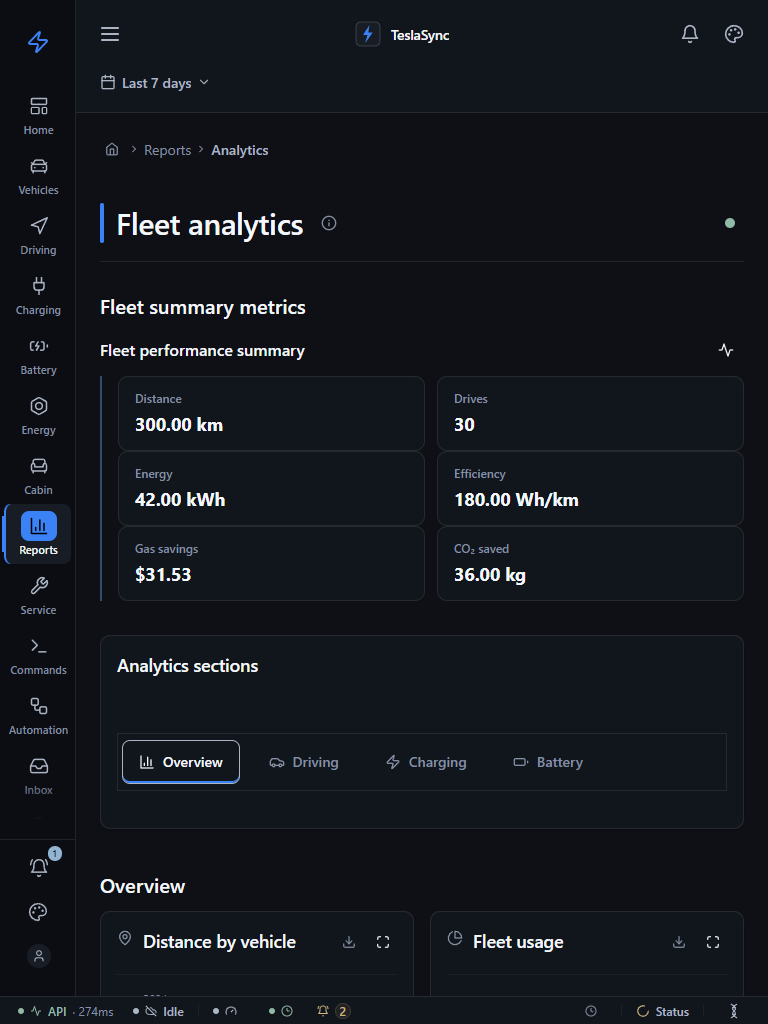 TeslaSync
Last 7 days
Home
Vehicles
Driving
Charging
Battery
Energy
Cabin
Reports
Service
Commands
Automation
Inbox
1
Reports
Analytics
Fleet analytics
Fleet summary metrics
Fleet performance summary
Distance
300.00 km
Drives
30
Energy
42.00 kWh
Efficiency
180.00 Wh/km
Gas savings
$31.53
CO₂ saved
36.00 kg
Analytics sections
Overview
Driving
Charging
Battery
Overview
Distance by vehicle
Fleet usage
API · 274ms
Idle
2
Status